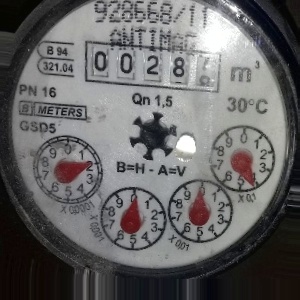 928668/11
ANTIMAG
B 94
321.04
0028
m³
PN 16
Qn 1,5
30°C
B METERS
GSD5
B=H - A=V
X 0,0001
X 0,001
X 0,01
X 0,1